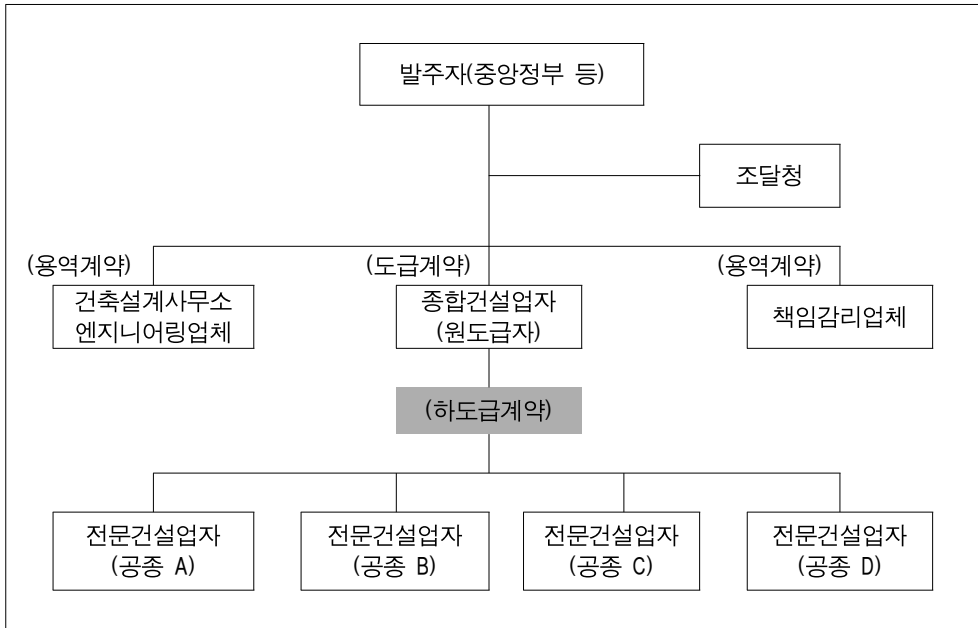 발주자(중앙정부 등)
조달청
(용역계약)
(도급계약)
(용역계약)
건축설계사무소
엔지니어링업체
종합건설업자
(원도급자)
책임감리업체
(하도급계약)
전문건설업자
(공종 A)
전문건설업자
(공종 B)
전문건설업자
(공종 C)
전문건설업자
(공종 D)